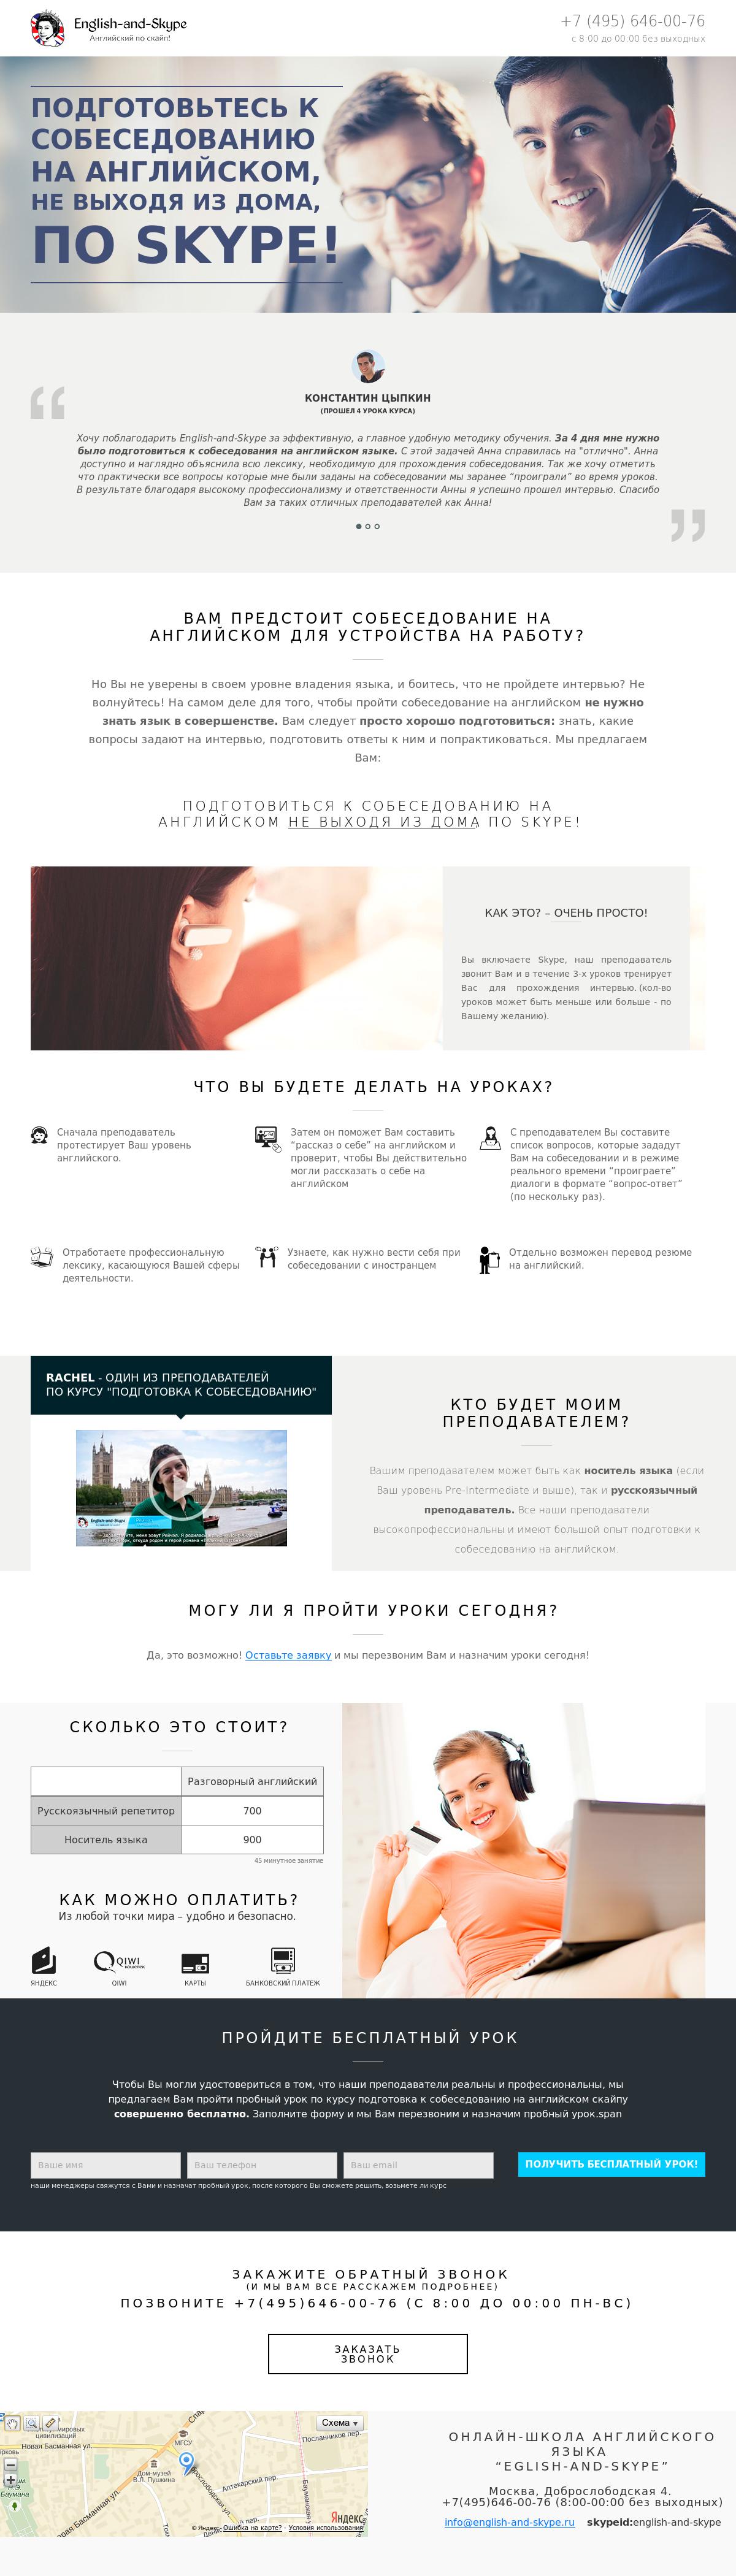 English-and-Skype
Английский по скайп!
+7 (495) 646-00-76
с 8:00 до 00:00 без выходных
ПОДГОТОВЬТЕСЬ К
СОБЕСЕДОВАНИЮ
НА АНГЛИЙСКОМ,
НЕ ВЫХОДЯ ИЗ ДОМА,
ПО SKYPE!
КОНСТАНТИН ЦЫПКИН
(ПРОШЕЛ 4 УРОКА КУРСА)
Хочу поблагодарить English-and-Skype за эффективную, а главное удобную методику обучения. За 4 дня мне нужно
было подготовиться к собеседования на английском языке. С этой задачей Анна справилась на "отлично". Анна
доступно и наглядно объяснила всю лексику, необходимую для прохождения собеседования. Так же хочу отметить
что практически все вопросы которые мне были заданы на собеседовании мы заранее “проиграли” во время уроков.
В результате благодаря высокому профессионализму и ответственности Анны я успешно прошел интервью. Спасибо
Вам за таких отличных преподавателей как Анна!
ВАМ ПРЕДСТОИТ СОБЕСЕДОВАНИЕ НА
АНГЛИЙСКОМ ДЛЯ УСТРОЙСТВА НА РАБОТУ?
Но Вы не уверены в своем уровне владения языка, и боитесь, что не пройдете интервью? Не
волнуйтесь! На самом деле для того, чтобы пройти собеседование на английском не нужно
знать язык в совершенстве. Вам следует просто хорошо подготовиться: знать, какие
вопросы задают на интервью, подготовить ответы к ним и попрактиковаться. Мы предлагаем
Вам:
ПОДГОТОВИТЬСЯ К СОБЕСЕДОВАНИЮ НА
АНГЛИЙСКОМ НЕ ВЫХОДЯ ИЗ ДОМА ПО SKYPE!
КАК ЭТО? – ОЧЕНЬ ПРОСТО!
Вы включаете Skype, наш преподаватель
звонит Вам и в течение 3-х уроков тренирует
Вас для прохождения интервью. (кол-во
уроков может быть меньше или больше - по
Вашему желанию).
ЧТО ВЫ БУДЕТЕ ДЕЛАТЬ НА УРОКАХ?
Сначала преподаватель
протестирует Ваш уровень
английского.
Затем он поможет Вам составить
“рассказ о себе” на английском и
проверит, чтобы Вы действительно
могли рассказать о себе на
английском
С преподавателем Вы составите
список вопросов, которые зададут
Вам на собеседовании и в режиме
реального времени “проиграете”
диалоги в формате “вопрос-ответ”
(по нескольку раз).
Отработаете профессиональную
лексику, касающуюся Вашей сферы
деятельности.
Узнаете, как нужно вести себя при
собеседовании с иностранцем
Отдельно возможен перевод резюме
на английский.
RACHEL - ОДИН ИЗ ПРЕПОДАВАТЕЛЕЙ
ПО КУРСУ "ПОДГОТОВКА К СОБЕСЕДОВАНИЮ"
English-and-Skype
КТО БУДЕТ МОИМ
ПРЕПОДАВАТЕЛЕМ?
Вашим преподавателем может быть как носитель языка (если
Ваш уровень Pre-Intermediate и выше), так и русскоязычный
преподаватель. Все наши преподаватели
высокопрофессиональны и имеют большой опыт подготовки к
собеседованию на английском.
МОГУ ЛИ Я ПРОЙТИ УРОКИ СЕГОДНЯ?
Да, это возможно! Оставьте заявку и мы перезвоним Вам и назначим уроки сегодня!
СКОЛЬКО ЭТО СТОИТ?
Разговорный английский
Русскоязычный репетитор 700
Носитель языка 900
45 минутное занятие
КАК МОЖНО ОПЛАТИТЬ?
Из любой точки мира – удобно и безопасно.
QIWI
КОШЕЛЕК
ЯНДЕКС QIWI КАРТЫ БАНКОВСКИЙ ПЛАТЕЖ
ПРОЙДИТЕ БЕСПЛАТНЫЙ УРОК
Чтобы Вы могли удостовериться в том, что наши преподаватели реальны и профессиональны, мы
предлагаем Вам пройти пробный урок по курсу подготовка к собеседованию на английском скайпу
совершенно бесплатно. Заполните форму и мы Вам перезвоним и назначим пробный урок.span
Ваше имя Ваш телефон Ваш email ПОЛУЧИТЬ БЕСПЛАТНЫЙ УРОК!
наши менеджеры свяжутся с Вами и назначат пробный урок, после которого Вы сможете решить, возьмете ли курс
ЗАКАЖИТЕ ОБРАТНЫЙ ЗВОНОК
(И МЫ ВАМ ВСЕ РАССКАЖЕМ ПОДРОБНЕЕ)
ПОЗВОНИТЕ +7(495)646-00-76 (С 8:00 ДО 00:00 ПН-ВС)
ЗАКАЗАТЬ
ЗВОНОК
Схема
цивилизаций
Новая Басманная ул.
МГСУ
Посланников пер.
Дом-музей
В.Л. Пушкина
Аптекарский пер.
Баумана
Яндекс
© Яндекс Ошибка на карте? · Условия использования
ОНЛАЙН-ШКОЛА АНГЛИЙСКОГО
ЯЗЫКА
“EGLISH-AND-SKYPE”
Москва, Доброслободская 4.
+7(495)646-00-76 (8:00-00:00 без выходных)
info@english-and-skype.ru skypeid:english-and-skype